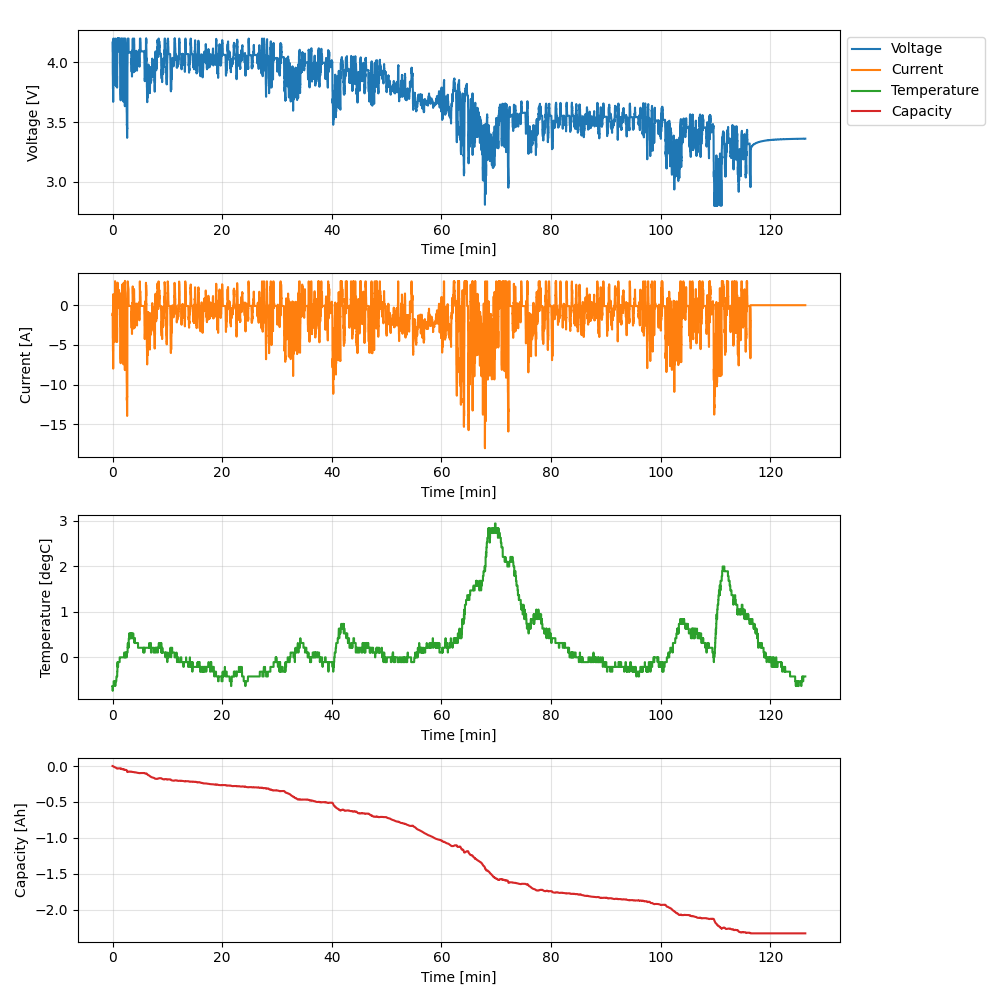 4.0
3.5
3.0
Voltage [V]
0 20 40 60 80 100 120
Time [min]
Voltage
Current
Temperature
Capacity
0
−5
−10
−15
Current [A]
0 20 40 60 80 100 120
Time [min]
3
2
1
0
Temperature [degC]
0 20 40 60 80 100 120
Time [min]
0.0
−0.5
−1.0
−1.5
−2.0
Capacity [Ah]
0 20 40 60 80 100 120
Time [min]